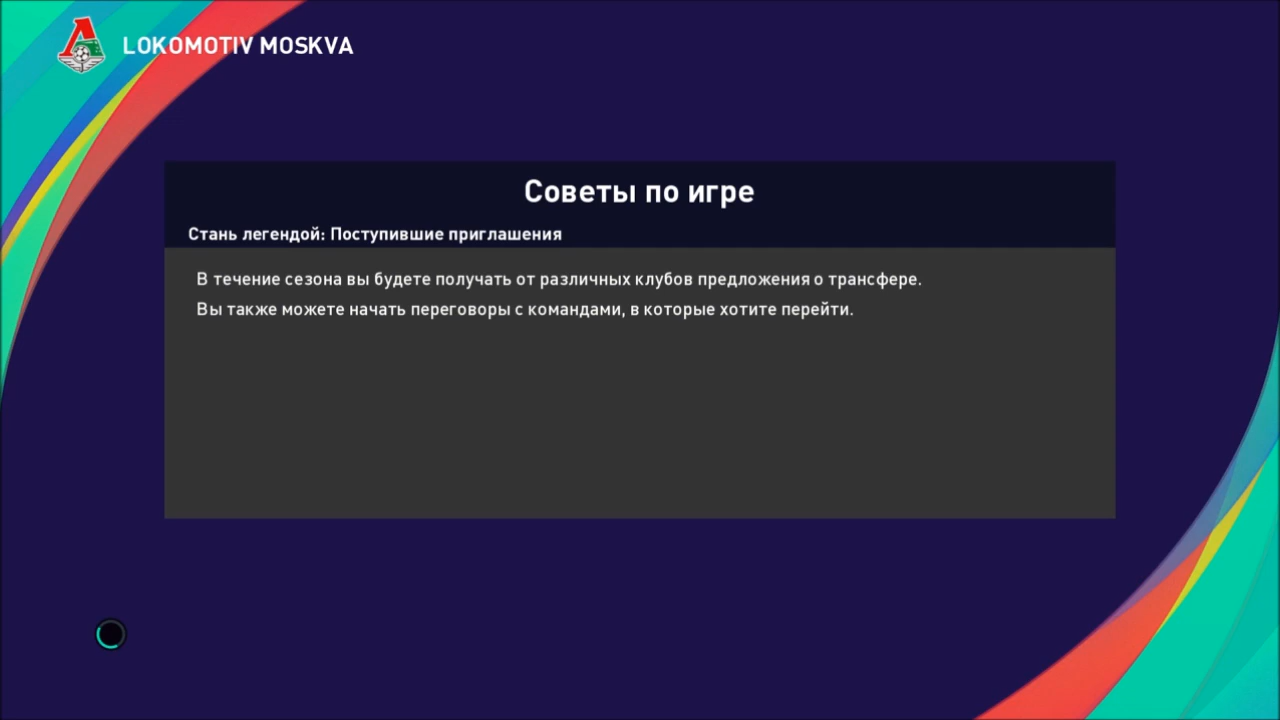 LOKOMOTIV MOSKVA
Советы по игре
Стань легендой: Поступившие приглашения
В течение сезона вы будете получать от различных клубов предложения о трансфере.
Вы также можете начать переговоры с командами, в которые хотите перейти.